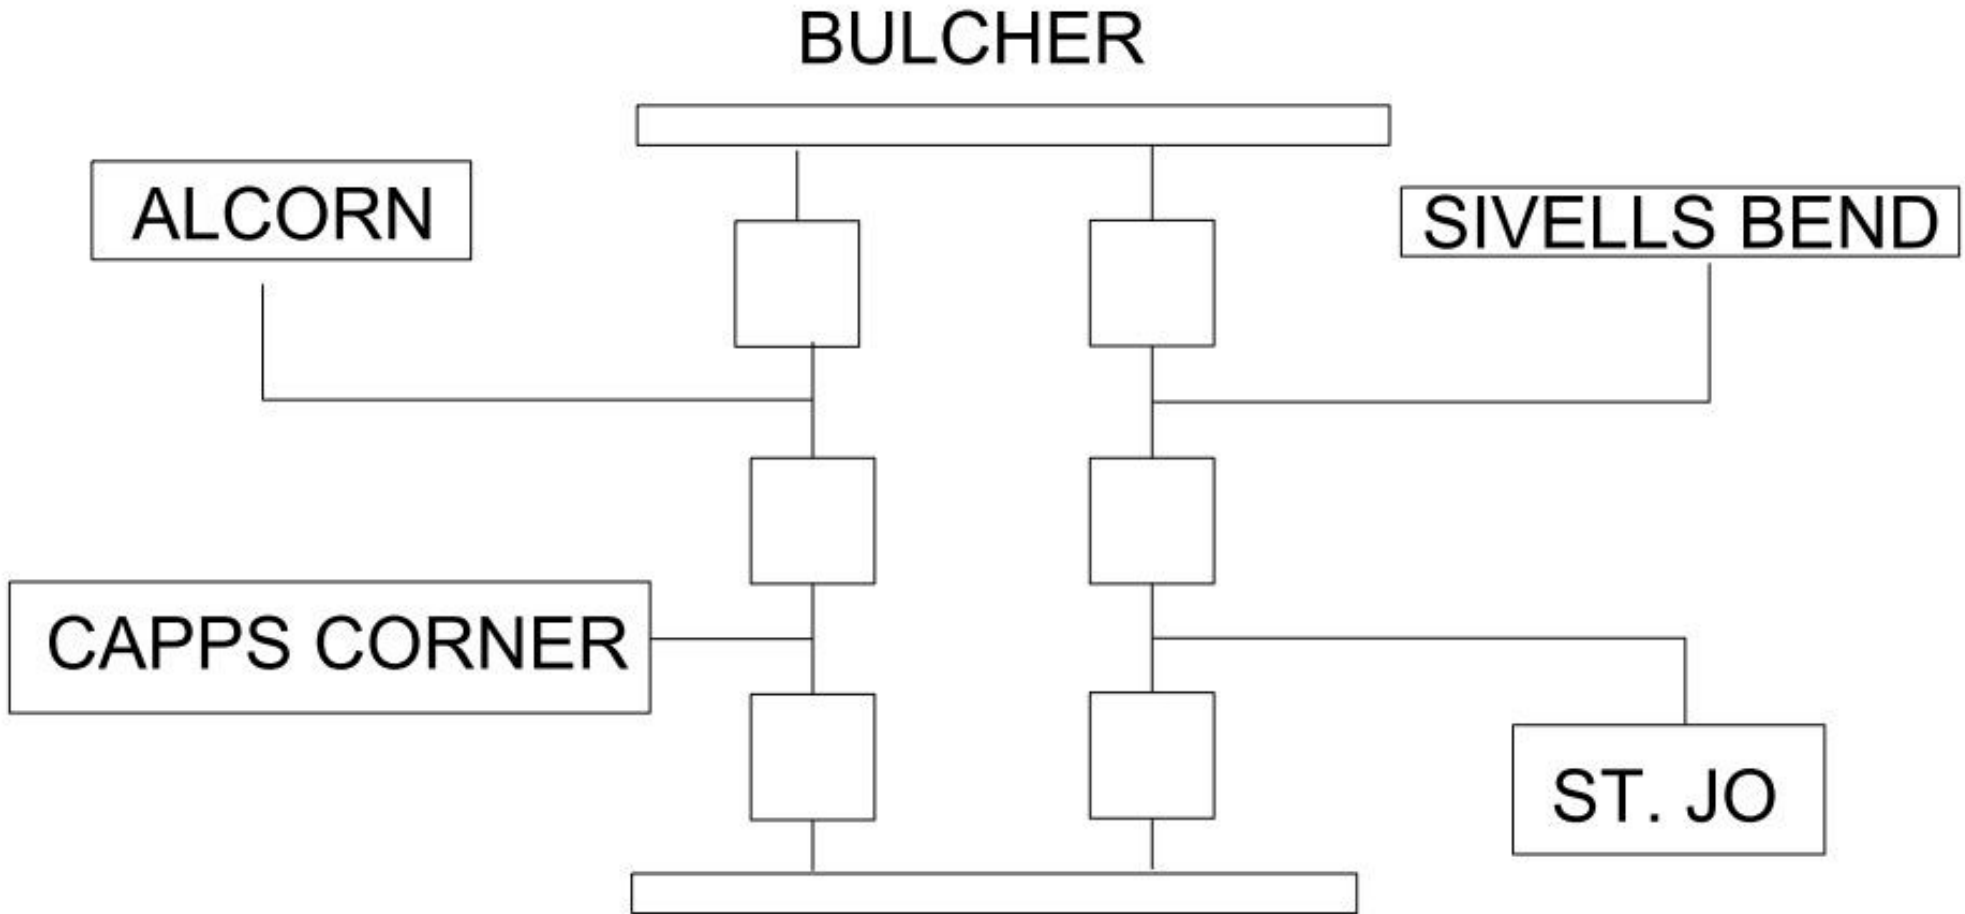 BULCHER
ALCORN
SIVELLS BEND
CAPPS CORNER
ST. JO